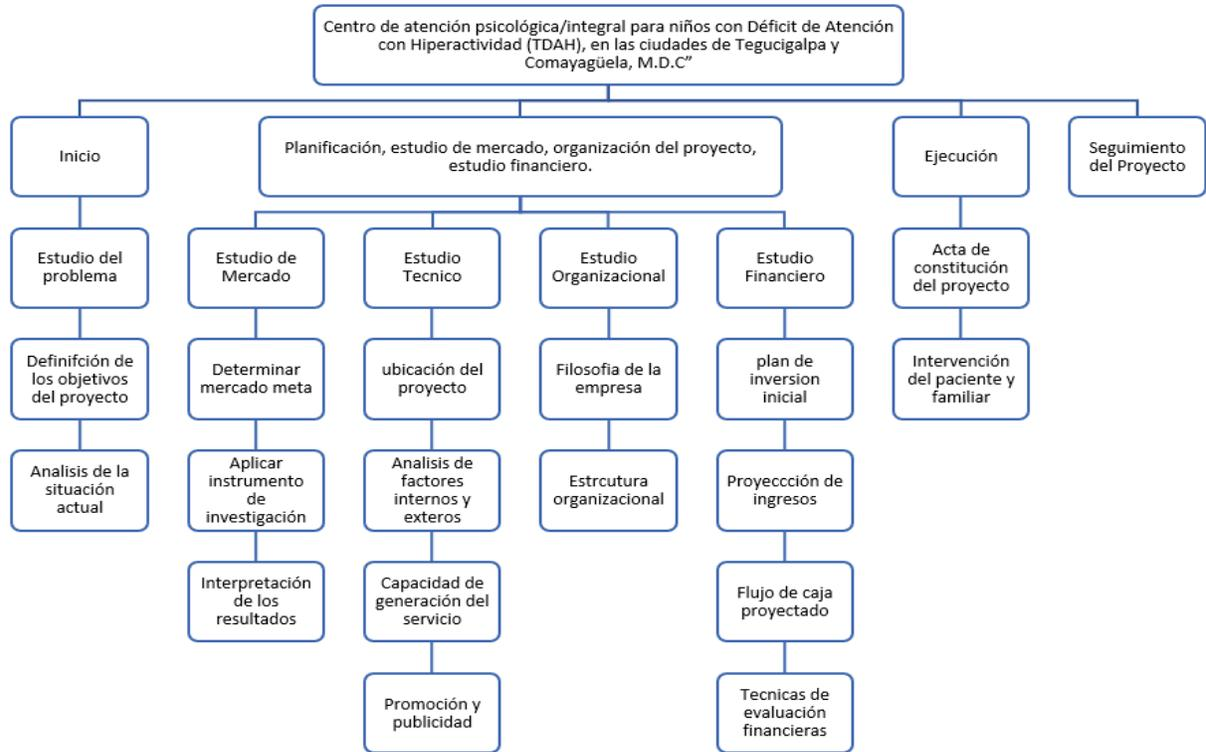 Centro de atención psicológica/integral para niños con Déficit de Atención
con Hiperactividad (TDAH), en las ciudades de Tegucigalpa y
Comayagüela, M.D.C”
Inicio
Planificación, estudio de mercado, organización del proyecto,
estudio financiero.
Ejecución
Seguimiento
del Proyecto
Estudio del
problema
Estudio de
Mercado
Estudio
Tecnico
Estudio
Organizacional
Estudio
Financiero
Acta de
constitución
del proyecto
Definifción de
los objetivos
del proyecto
Determinar
mercado meta
ubicación del
proyecto
Filosofia de la
empresa
plan de
inversion
inicial
Intervención
del paciente y
familiar
Analisis de la
situación
actual
Aplicar
instrumento
de
investigación
Analisis de
factores
internos y
exteros
Estrcutura
organizacional
Proyeccción de
ingresos
Interpretación
de los
resultados
Capacidad de
generación del
servicio
Flujo de caja
proyectado
Promoción y
publicidad
Tecnicas de
evaluación
financieras